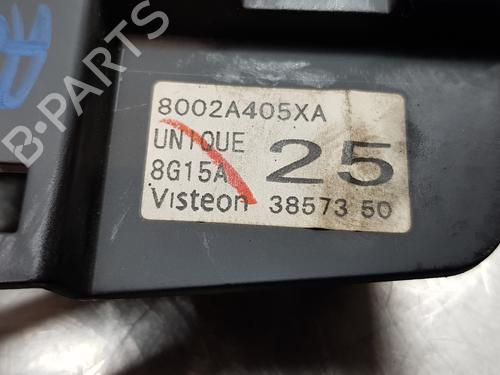 8002A405XA
UNIQUE
8G15A
25
Visteon 38573 50
B-PARTS